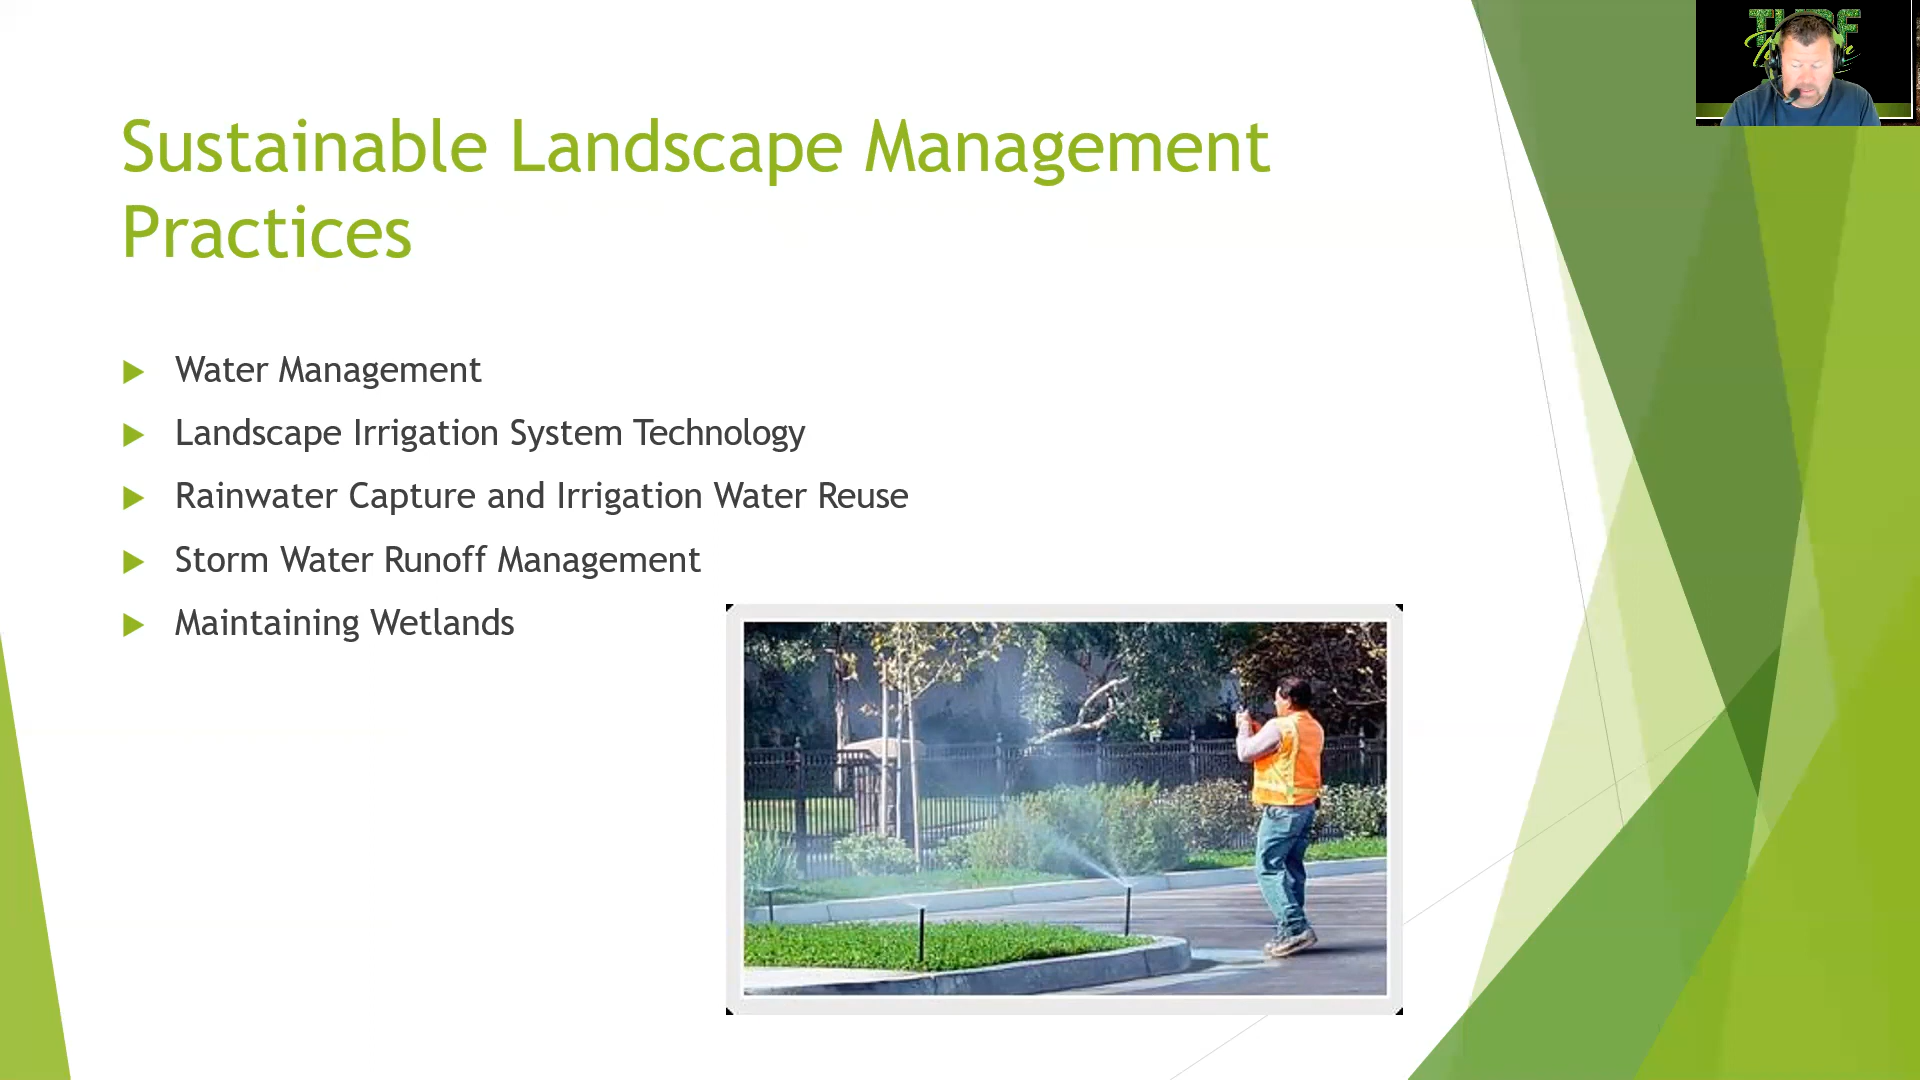 Sustainable Landscape Management
Practices
Water Management
Landscape Irrigation System Technology
Rainwater Capture and Irrigation Water Reuse
Storm Water Runoff Management
Maintaining Wetlands